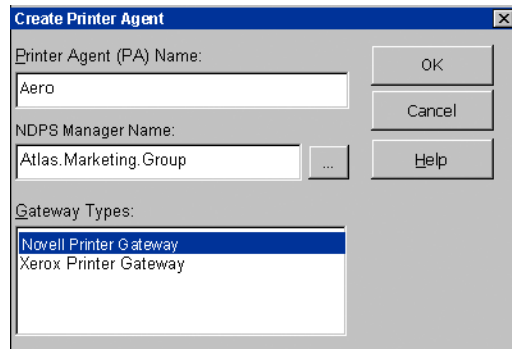 Create Printer Agent
Printer Agent (PA) Name:
Aero
NDPS Manager Name:
Atlas.Marketing.Group
...
Gateway Types:
Novell Printer Gateway
Xerox Printer Gateway
OK
Cancel
Help